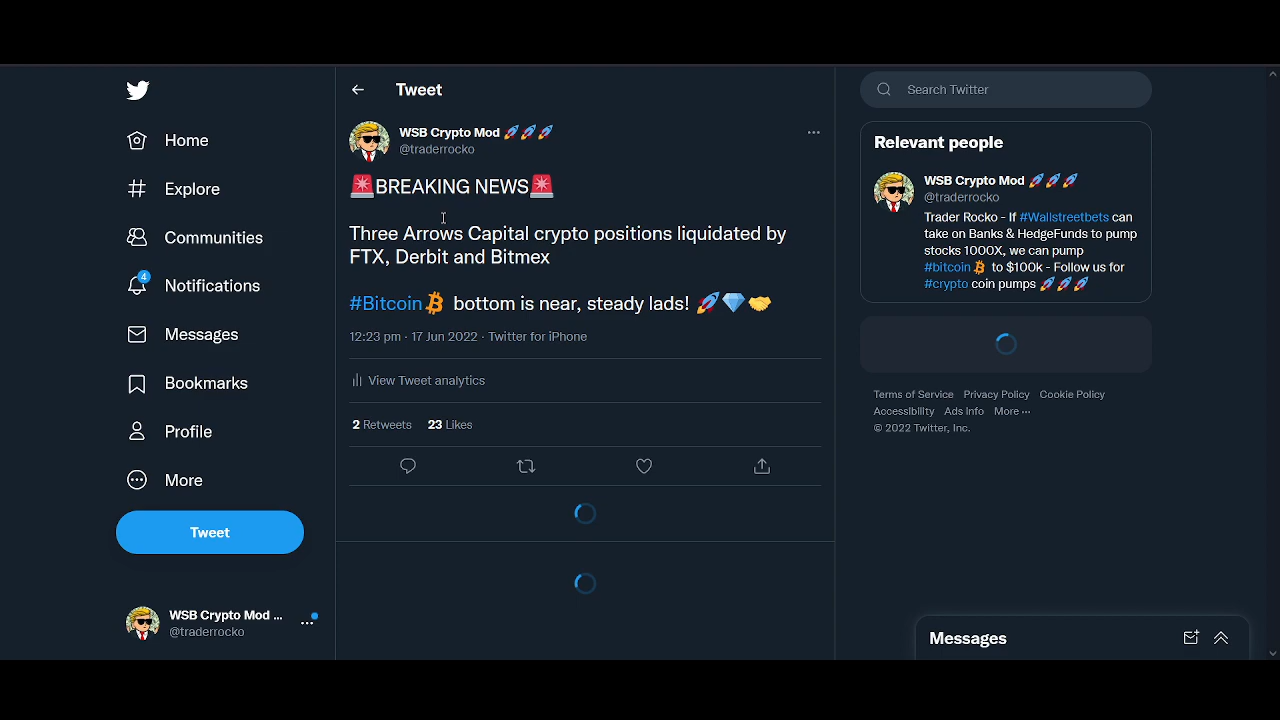 Home
Explore
Communities
4
Notifications
Messages
Bookmarks
Profile
More
Tweet
WSB Crypto Mod ...
@traderrocko
Tweet
WSB Crypto Mod 🚀🚀🚀
@traderrocko
🚨BREAKING NEWS🚨
Three Arrows Capital crypto positions liquidated by
FTX, Derbit and Bitmex
#Bitcoin bottom is near, steady lads! 🚀💎🤝
12:23 pm · 17 Jun 2022 · Twitter for iPhone
View Tweet analytics
2 Retweets 23 Likes
Search Twitter
Relevant people
WSB Crypto Mod 🚀🚀🚀
@traderrocko
Trader Rocko - If #Wallstreetbets can
take on Banks & HedgeFunds to pump
stocks 1000X, we can pump
#bitcoin to $100k - Follow us for
#crypto coin pumps 🚀🚀🚀
Terms of Service Privacy Policy Cookie Policy
Accessibility Ads Info More ···
© 2022 Twitter, Inc.
Messages